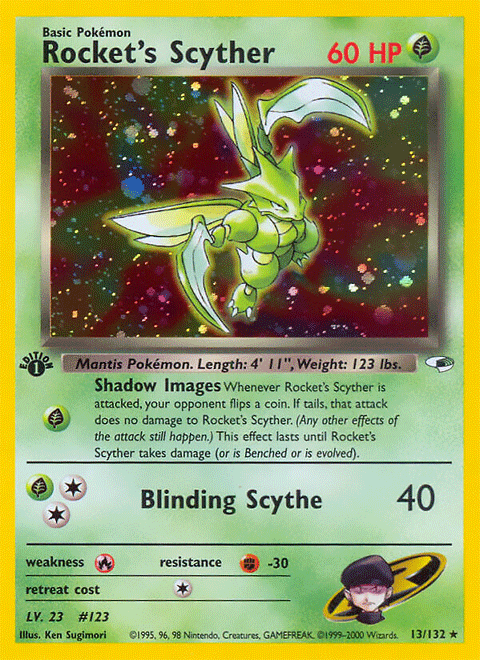 Basic Pokémon
Rocket's Scyther 60 HP
Mantis Pokémon. Length: 4' 11", Weight: 123 lbs.
EDITION
1
Shadow Images Whenever Rocket's Scyther is
attacked, your opponent flips a coin. If tails, that attack
does no damage to Rocket's Scyther. (Any other effects of
the attack still happen.) This effect lasts until Rocket's
Scyther takes damage (or is Benched or is evolved).
Blinding Scythe 40
weakness resistance -30
retreat cost
LV. 23 #123
Illus. Ken Sugimori ©1995, 96, 98 Nintendo, Creatures, GAMEFREAK. ©1999-2000 Wizards. 13/132 ★